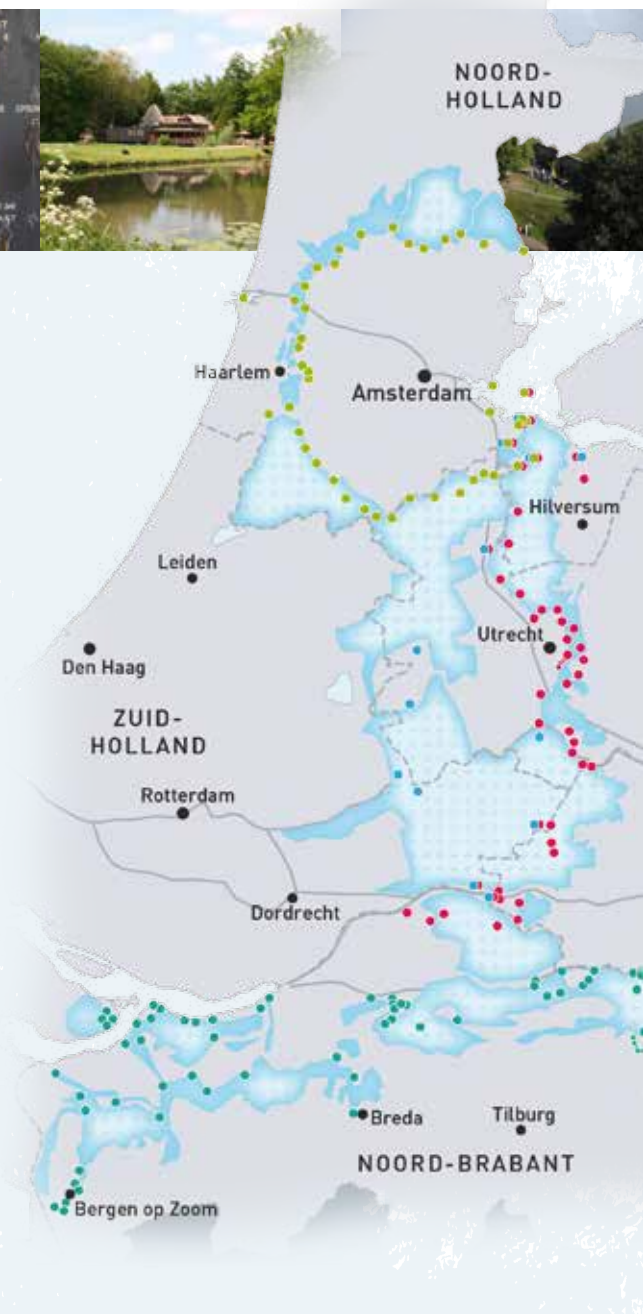 NOORD-
HOLLAND
Haarlem
Amsterdam
Hilversum
Leiden
Utrecht
Den Haag
ZUID-
HOLLAND
Rotterdam
Dordrecht
Breda
Tilburg
NOORD-BRABANT
Bergen op Zoom